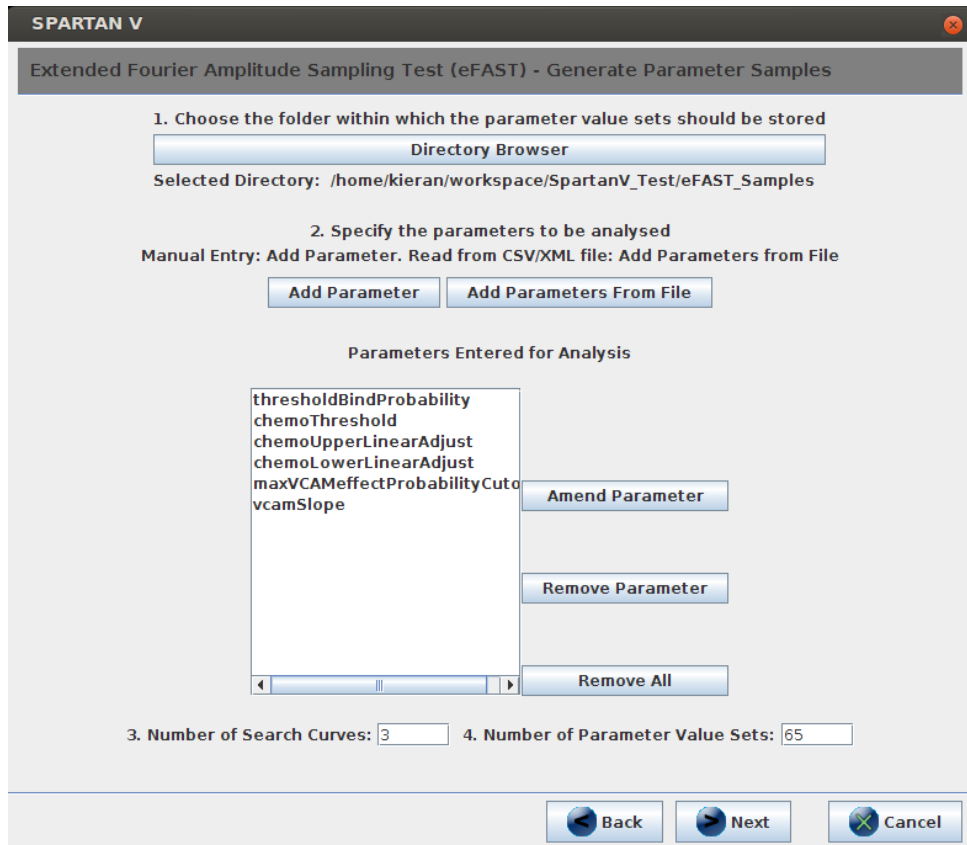 SPARTAN V
Extended Fourier Amplitude Sampling Test (eFAST) - Generate Parameter Samples
1. Choose the folder within which the parameter value sets should be stored
Directory Browser
Selected Directory: /home/kieran/workspace/SpartanV_Test/eFAST_Samples
2. Specify the parameters to be analysed
Manual Entry: Add Parameter. Read from CSV/XML file: Add Parameters from File
Add Parameter Add Parameters From File
Parameters Entered for Analysis
thresholdBindProbability
chemoThreshold
chemoUpperLinearAdjust
chemoLowerLinearAdjust
maxVCAMeffectProbabilityCuto
vcamSlope
Amend Parameter
Remove Parameter
Remove All
3. Number of Search Curves: 3 4. Number of Parameter Value Sets: 65
Back Next Cancel